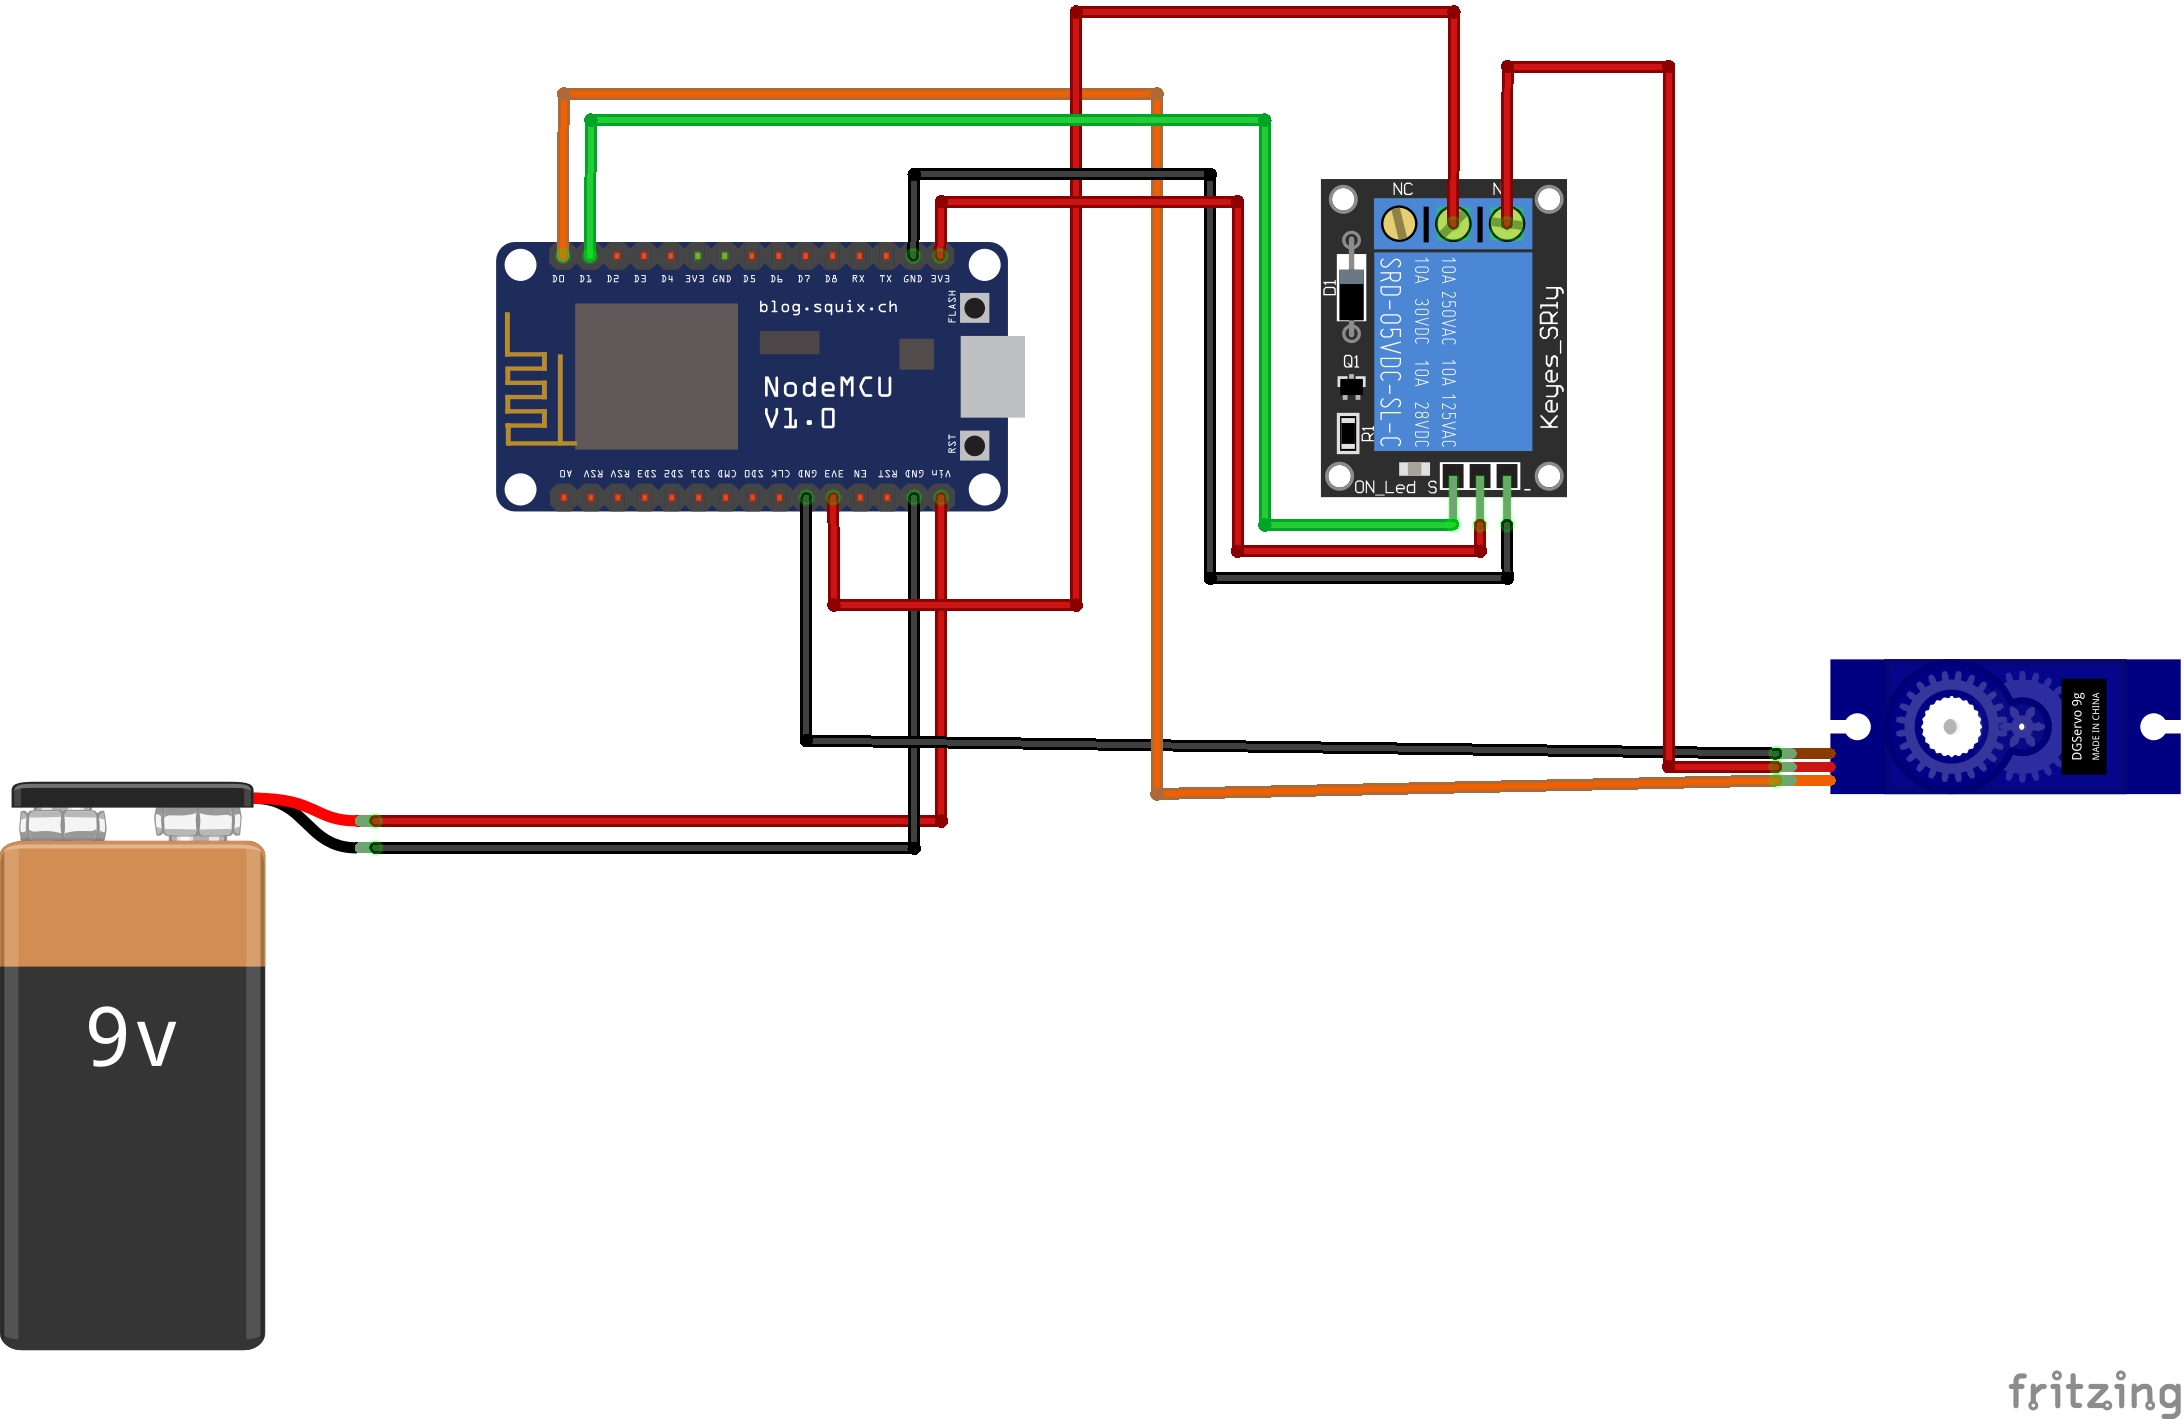 D0 D1 D2 D3 D4 3V3 GND D5 D6 D7 D8 RX TX GND 3V3
blog.squix.ch
FLASH
NodeMCU
V1.0
RST
A0 RSV RSV SD3 SD2 SD1 CMD SD0 CLK GND 3V3 EN RST GND Vin
NC
N
D1
Q1
R1
SRD-05VDC-SL-C
10A 30VDC 10A 28VDC
10A 250VAC 10A 125VAC
Keyes_SRly
ON_Led S
-
DGServo 9g
MADE IN CHINA
9v
fritzing